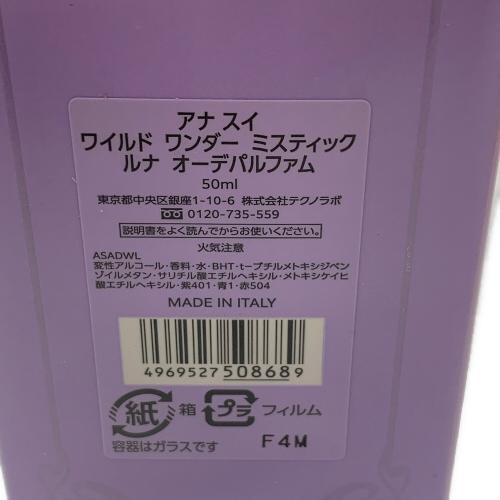 アナ スイ
ワイルド ワンダー ミスティック
ルナ オーデパルファム
50ml
東京都中央区銀座1-10-6 株式会社テクノラボ
0120-735-559
説明書をよく読んでからお使いください。
火気注意
ASADWL
変性アルコール・香料・水・BHT・t-ブチルメトキシジベン
ゾイルメタン・サリチル酸エチルヘキシル・メトキシケイヒ
酸エチルヘキシル・紫401・青1・赤504
MADE IN ITALY
4969527508689
紙 箱 プラ フィルム
容器はガラスです F4M